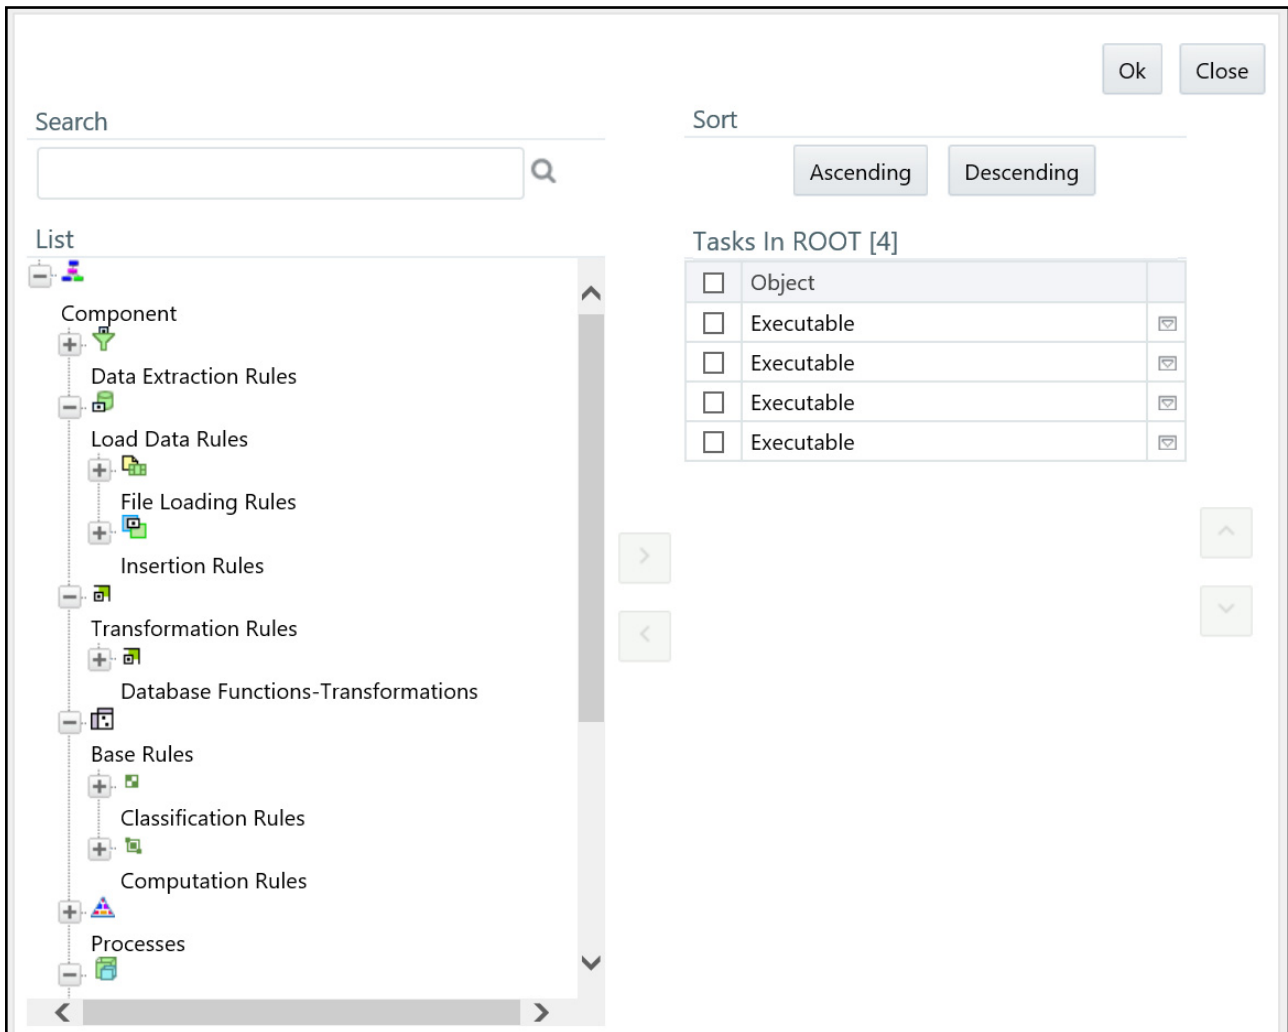 Ok
Close
Search
Sort
Ascending
Descending
List
Tasks In ROOT [4]
Component
Data Extraction Rules
Load Data Rules
File Loading Rules
Insertion Rules
Transformation Rules
Database Functions-Transformations
Base Rules
Classification Rules
Computation Rules
Processes
Object
Executable
Executable
Executable
Executable